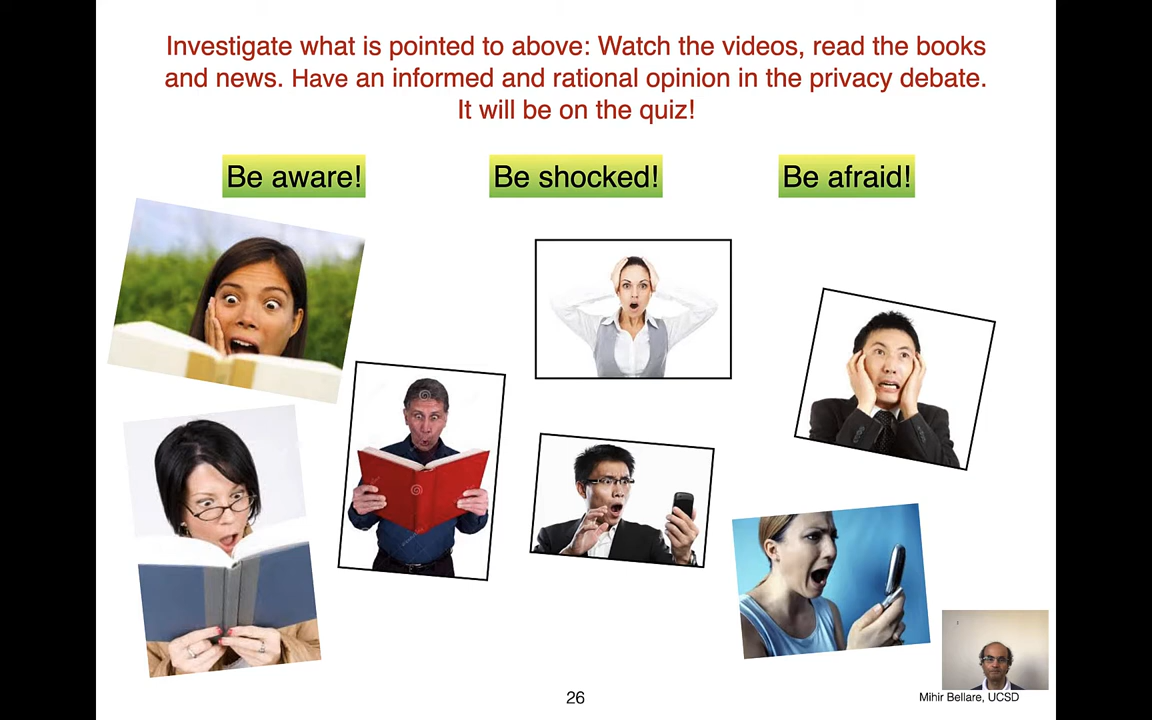 Investigate what is pointed to above: Watch the videos, read the books
and news. Have an informed and rational opinion in the privacy debate.
It will be on the quiz!
Be aware!
Be shocked!
Be afraid!
26
Mihir Bellare, UCSD